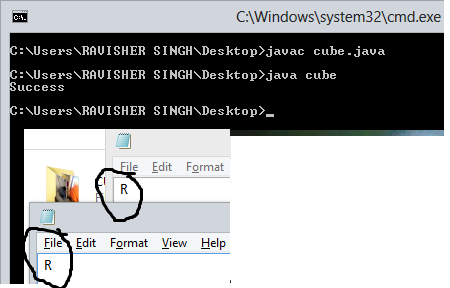 C:\Windows\system32\cmd.exe
C:\Users\RAVISHER SINGH\Desktop>javac cube.java
C:\Users\RAVISHER SINGH\Desktop>java cube
Success
C:\Users\RAVISHER SINGH\Desktop>_
File Edit Format
R
File Edit Format View Help
R